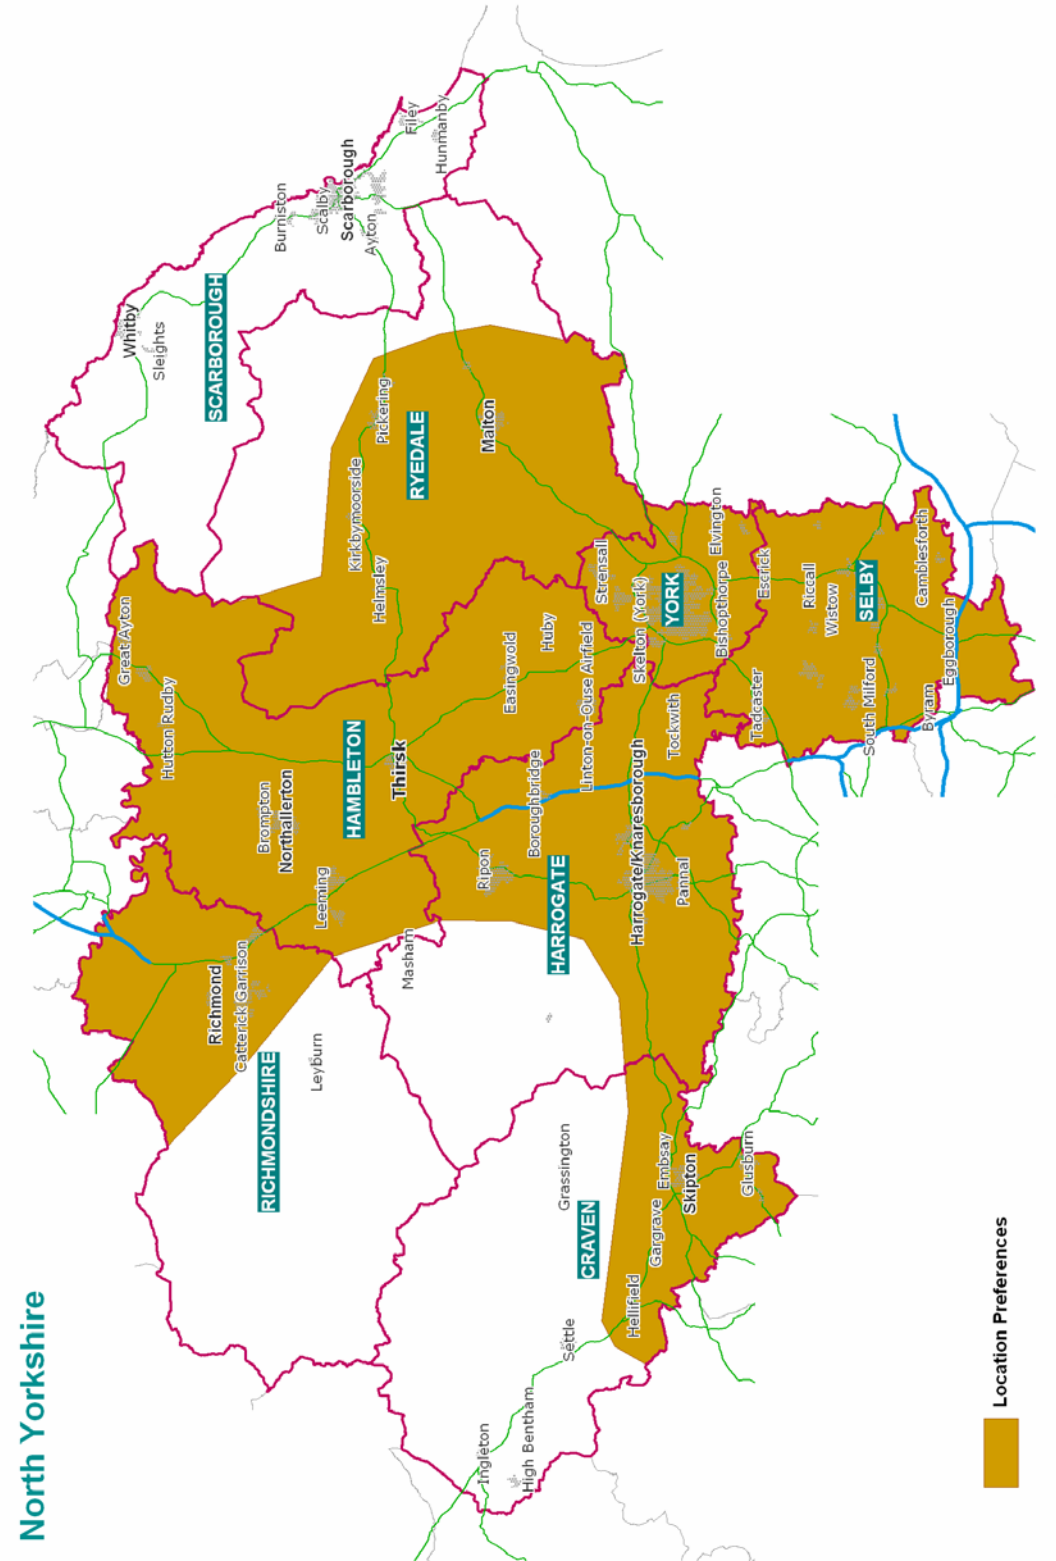 North Yorkshire
Whitby
Sleights
SCARBOROUGH
Burniston
Scalby
Scarborough
Ayton
Filey
Hunmanby
Great Ayton
Hutton Rudby
Kirkbymoorside
Pickering
RYEDALE
Malton
Helmsley
HAMBLETON
Thirsk
Brompton
Northallerton
Leeming
Richmond
Catterick Garrison
RICHMONDSHIRE
Leyburn
Masham
Easingwold
Huby
Linton-on-Ouse Airfield
Strensall
Skelton (York)
YORK
Elvington
Bishopthorpe
Escrick
Riccall
Wistow
SELBY
Camblesforth
Eggborough
Byram
South Milford
Tadcaster
Tockwith
Boroughbridge
Ripon
HARROGATE
Harrogate/Knaresborough
Pannal
Grassington
CRAVEN
Embsay
Skipton
Glusburn
Gargrave
Hellifield
Settle
High Bentham
Ingleton
Location Preferences